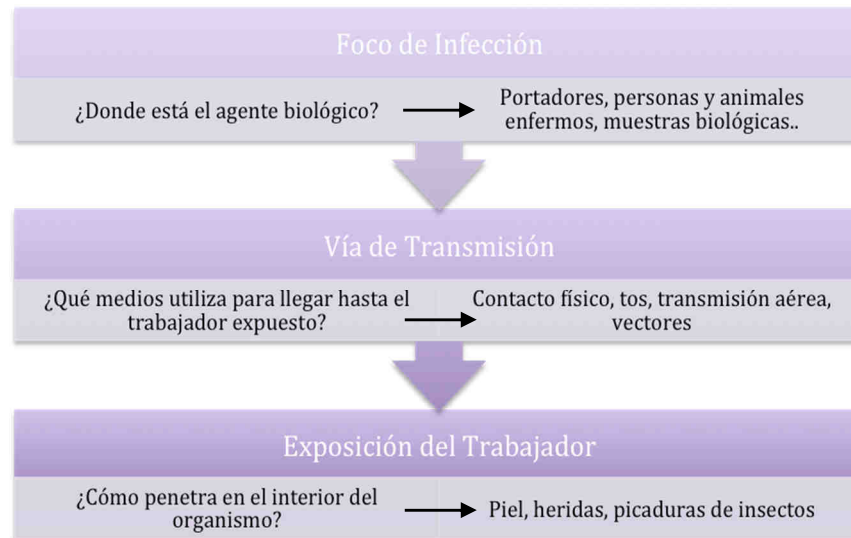 Foco de Infección
¿Donde está el agente biológico?
Portadores, personas y animales
enfermos, muestras biológicas..
Vía de Transmisión
¿Qué medios utiliza para llegar hasta el
trabajador expuesto?
Contacto físico, tos, transmisión aérea,
vectores
Exposición del Trabajador
¿Cómo penetra en el interior del
organismo?
Piel, heridas, picaduras de insectos